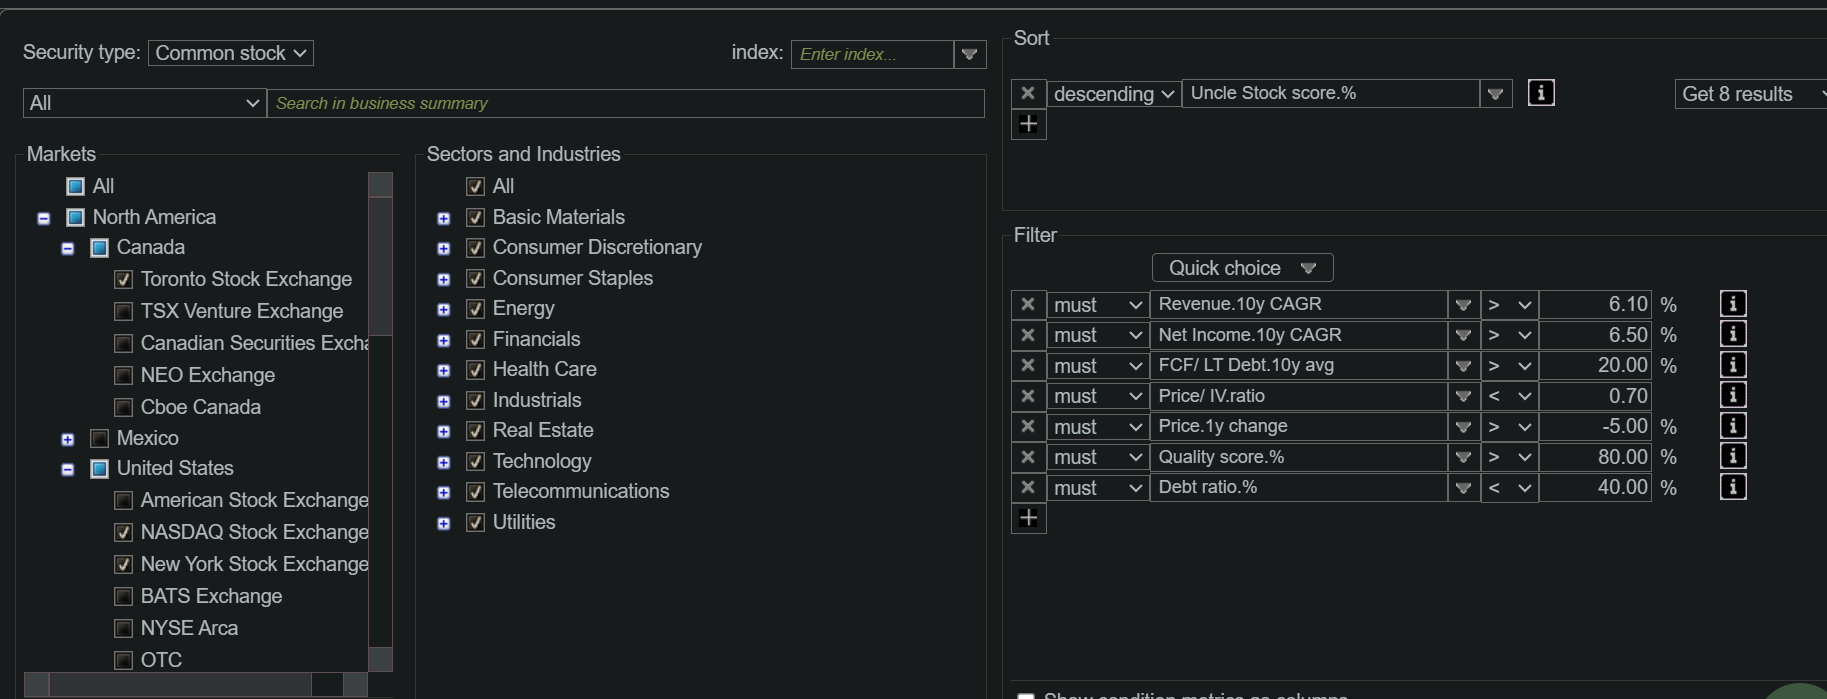 Security type: Common stock
index: Enter index...
All Search in business summary
Markets
All
North America
Canada
Toronto Stock Exchange
TSX Venture Exchange
Canadian Securities Excha
NEO Exchange
Cboe Canada
Mexico
United States
American Stock Exchange
NASDAQ Stock Exchange
New York Stock Exchange
BATS Exchange
NYSE Arca
OTC
Sectors and Industries
All
Basic Materials
Consumer Discretionary
Consumer Staples
Energy
Financials
Health Care
Industrials
Real Estate
Technology
Telecommunications
Utilities
Sort
descending Uncle Stock score.% i Get 8 results
Filter
Quick choice
must Revenue.10y CAGR > 6.10 % i
must Net Income.10y CAGR > 6.50 % i
must FCF/ LT Debt.10y avg > 20.00 % i
must Price/ IV.ratio < 0.70 i
must Price.1y change > -5.00 % i
must Quality score.% > 80.00 % i
must Debt ratio.% < 40.00 % i
Show condition metrics as columns